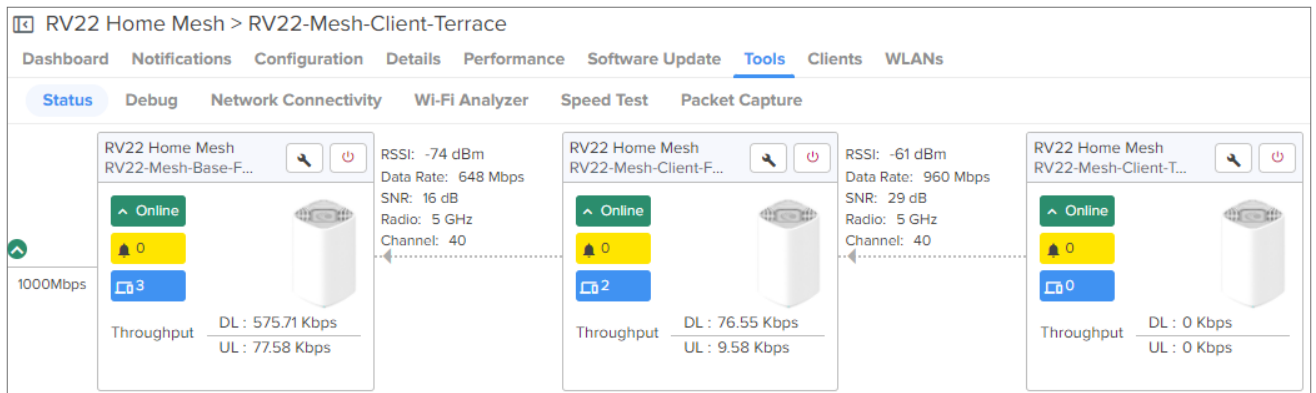 RV22 Home Mesh > RV22-Mesh-Client-Terrace
Dashboard Notifications Configuration Details Performance Software Update Tools Clients WLANs
Status Debug Network Connectivity Wi-Fi Analyzer Speed Test Packet Capture
1000Mbps
RV22 Home Mesh
RV22-Mesh-Base-F...
Online
0
3
Throughput
DL : 575.71 Kbps
UL : 77.58 Kbps
RSSI: -74 dBm
Data Rate: 648 Mbps
SNR: 16 dB
Radio: 5 GHz
Channel: 40
RV22 Home Mesh
RV22-Mesh-Client-F...
Online
0
2
Throughput
DL : 76.55 Kbps
UL : 9.58 Kbps
RSSI: -61 dBm
Data Rate: 960 Mbps
SNR: 29 dB
Radio: 5 GHz
Channel: 40
RV22 Home Mesh
RV22-Mesh-Client-T...
Online
0
0
Throughput
DL : 0 Kbps
UL : 0 Kbps